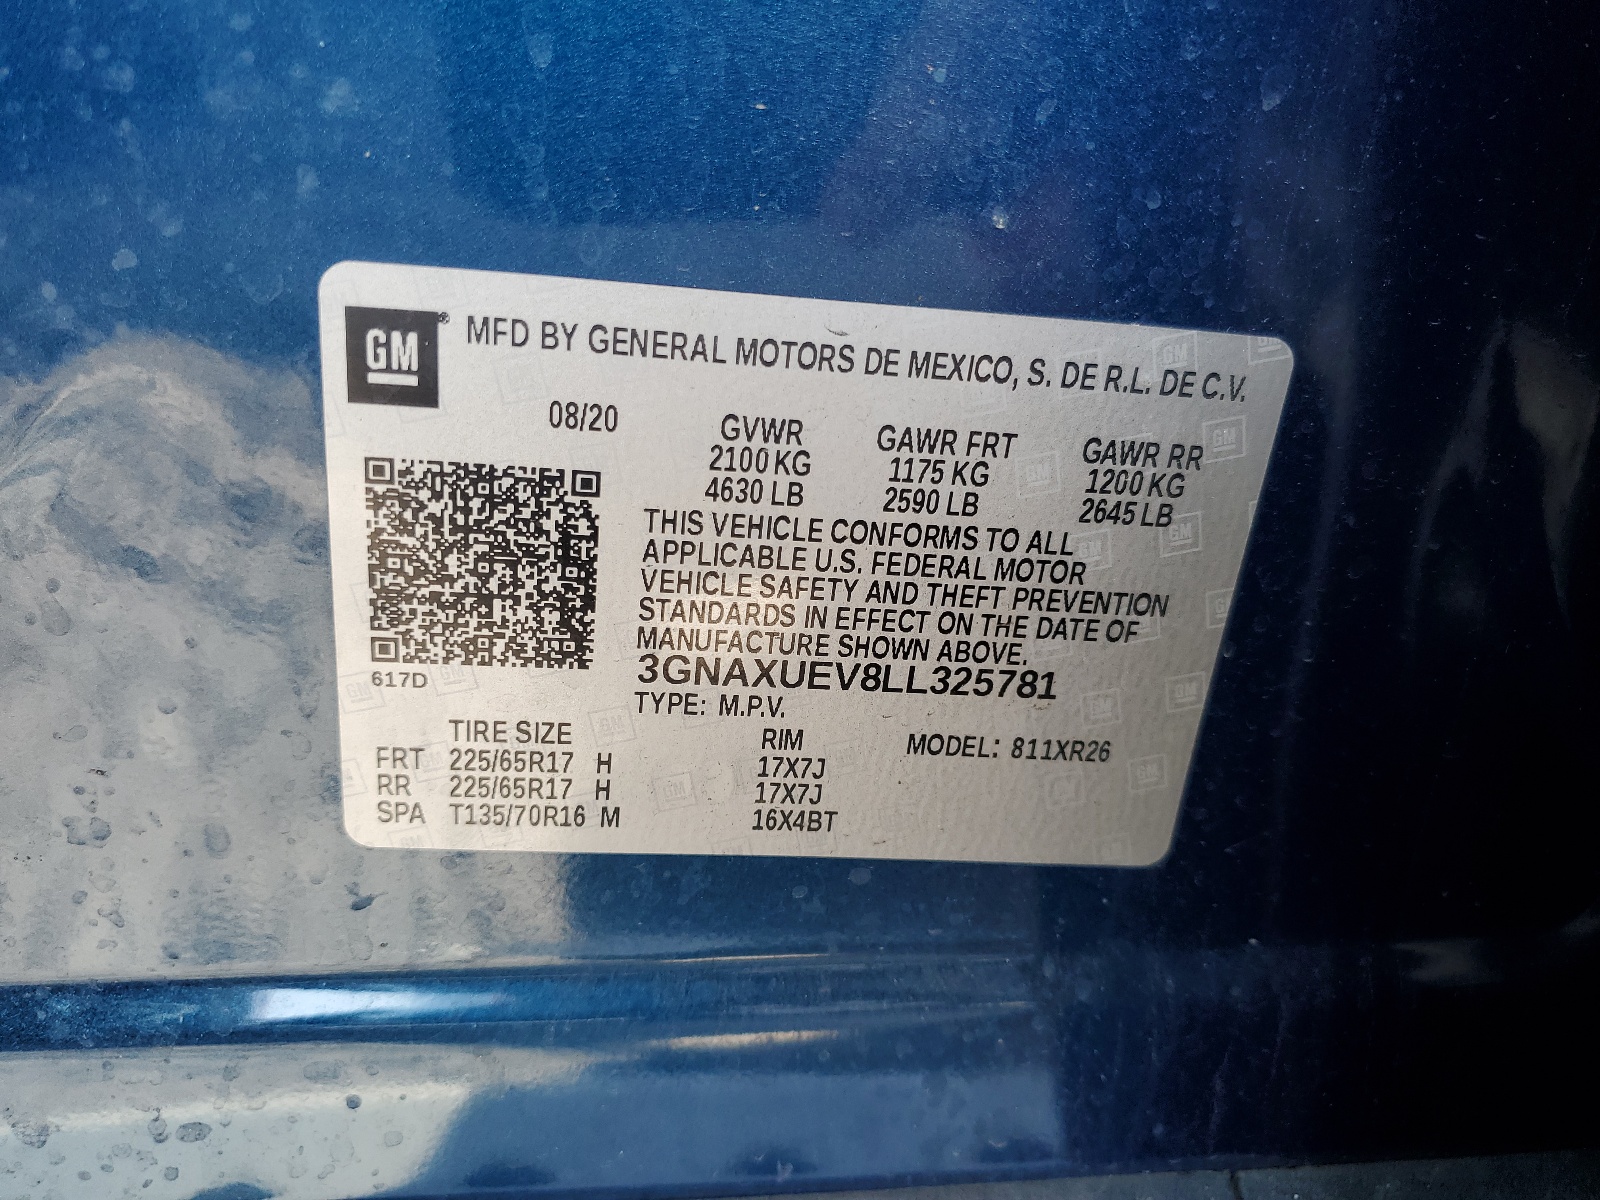 GM MFD BY GENERAL MOTORS DE MEXICO, S. DE R.L. DE C.V.
08/20 GVWR GAWR FRT GAWR RR
2100 KG 1175 KG 1200 KG
4630 LB 2590 LB 2645 LB
THIS VEHICLE CONFORMS TO ALL
APPLICABLE U.S. FEDERAL MOTOR
VEHICLE SAFETY AND THEFT PREVENTION
STANDARDS IN EFFECT ON THE DATE OF
MANUFACTURE SHOWN ABOVE.
617D 3GNAXUEV8LL325781
TYPE: M.P.V.
TIRE SIZE RIM MODEL: 811XR26
FRT 225/65R17 H 17X7J
RR 225/65R17 H 17X7J
SPA T135/70R16 M 16X4BT